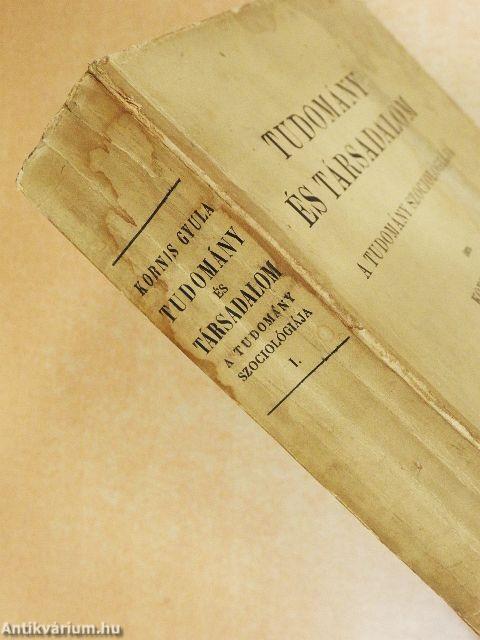 KORNIS GYULA
TUDOMÁNY
ÉS
TÁRSADALOM
A TUDOMÁNY
SZOCIOLÓGIÁJA
I.
TUDOMÁNY
ÉS TÁRSADALOM
A TUDOMÁNY SZOCIOLÓGIÁJA
Antikvárium.hu